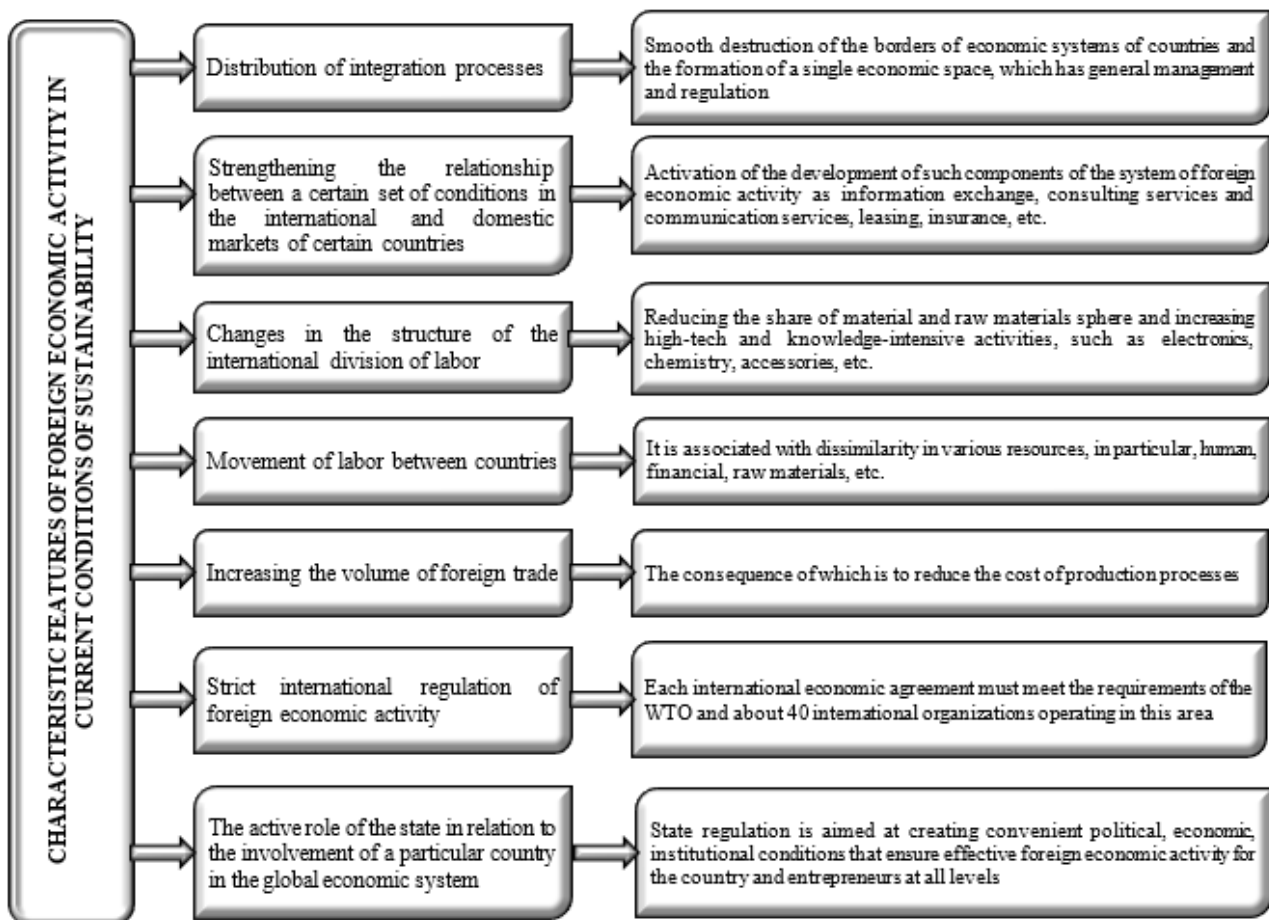 CHARACTERISTIC FEATURES OF FOREIGN ECONOMIC ACTIVITY IN
CURRENT CONDITIONS OF SUSTAINABILITY
Distribution of integration processes
Smooth destruction of the borders of economic systems of countries and
the formation of a single economic space, which has general management
and regulation
Strengthening the relationship
between a certain set of conditions in
the international and domestic
markets of certain countries
Activation of the development of such components of the system of foreign
economic activity as information exchange, consulting services and
communication services, leasing, insurance, etc.
Changes in the structure of the
international division of labor
Reducing the share of material and raw materials sphere and increasing
high-tech and knowledge-intensive activities, such as electronics,
chemistry, accessories, etc.
Movement of labor between countries
It is associated with dissimilarity in various resources, in particular, human,
financial, raw materials, etc.
Increasing the volume of foreign trade
The consequence of which is to reduce the cost of production processes
Strict international regulation of
foreign economic activity
Each international economic agreement must meet the requirements of the
WTO and about 40 international organizations operating in this area
The active role of the state in relation to
the involvement of a particular country
in the global economic system
State regulation is aimed at creating convenient political, economic,
institutional conditions that ensure effective foreign economic activity for
the country and entrepreneurs at all levels